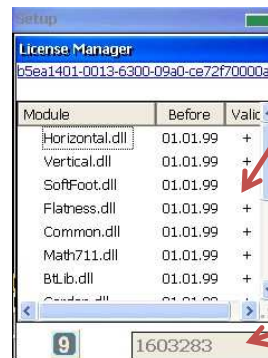 Setup
License Manager
b5ea1401-0013-6300-09a0-ce72f70000a
Module Before Valid
Horizontal.dll 01.01.99 +
Vertical.dll 01.01.99 +
SoftFoot.dll 01.01.99 +
Flatness.dll 01.01.99 +
Common.dll 01.01.99 +
Math711.dll 01.01.99 +
BtLib.dll 01.01.99 +
9 1603283